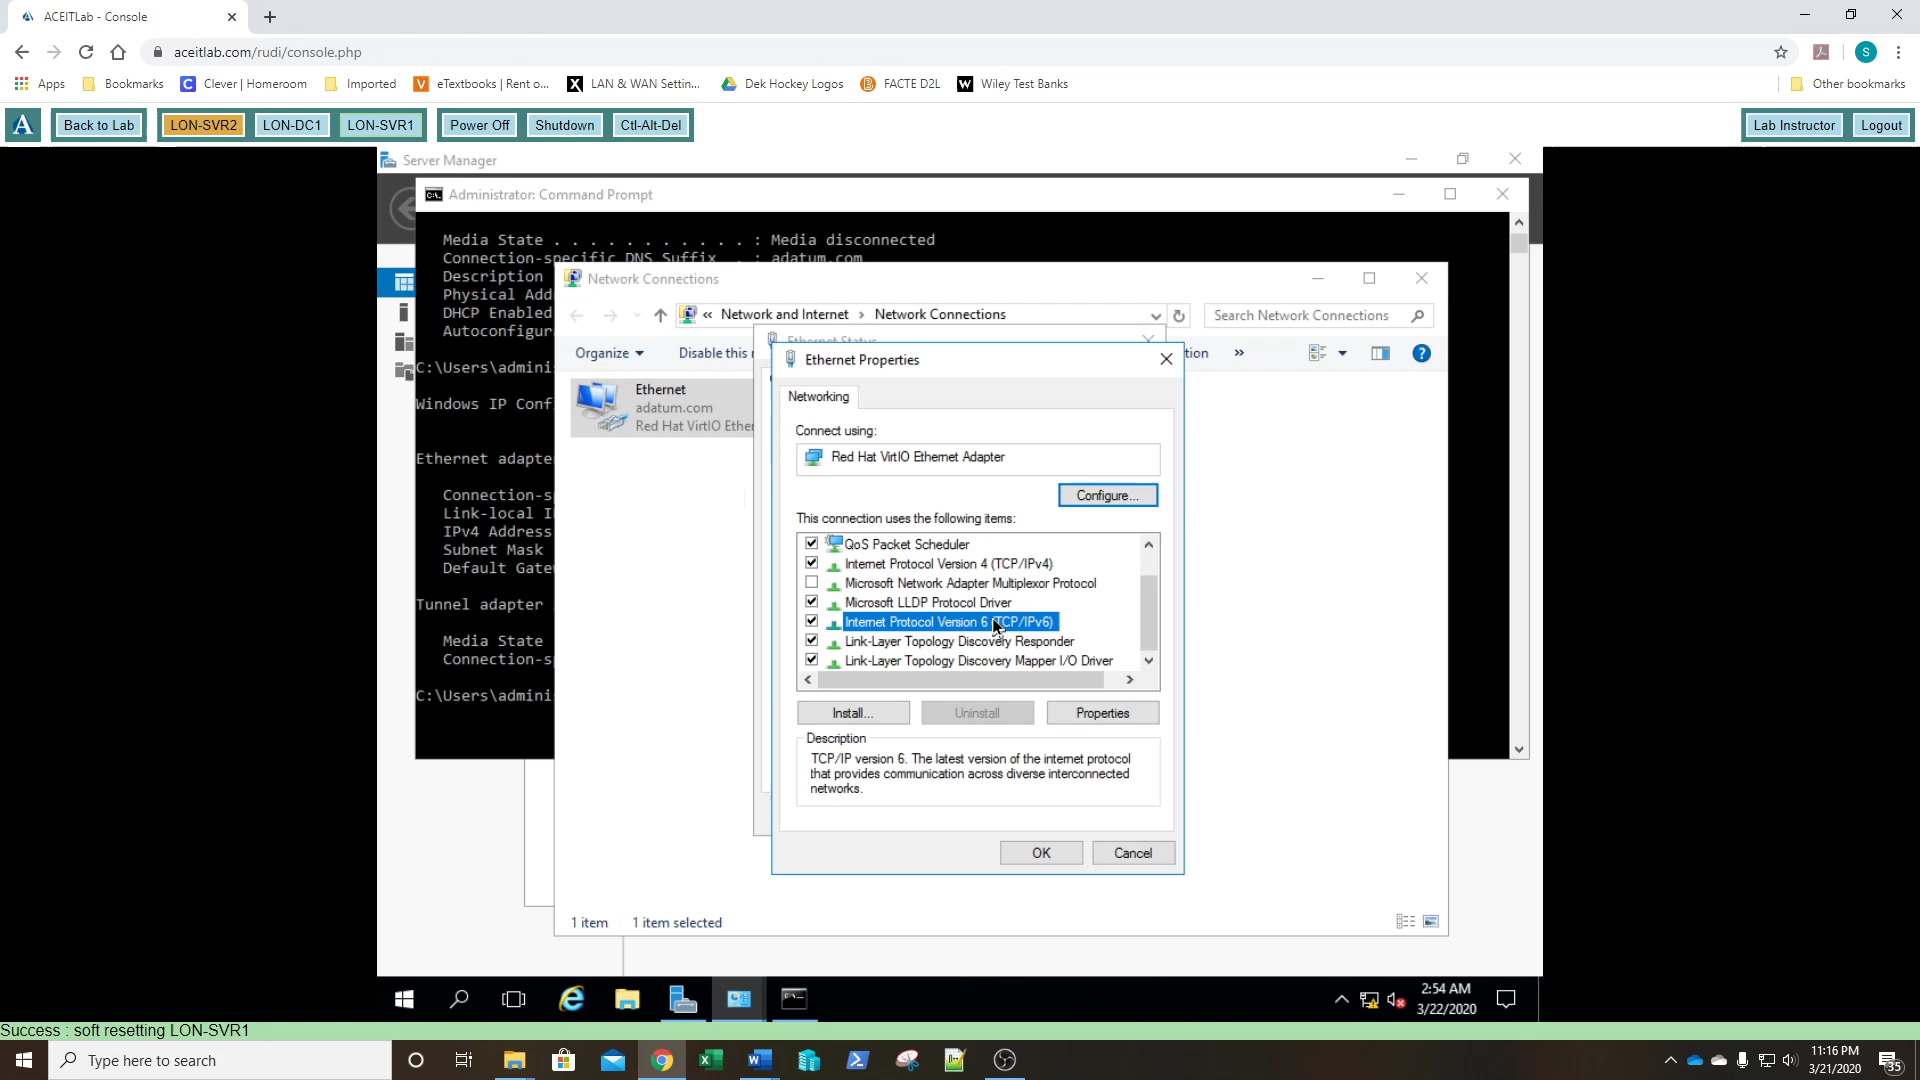 ACEITLab - Console
aceitlab.com/rudi/console.php
S
Apps
Bookmarks
Clever | Homeroom
Imported
eTextbooks | Rent o...
LAN & WAN Settin...
Dek Hockey Logos
FACTE D2L
Wiley Test Banks
Other bookmarks
Back to Lab
LON-SVR2
LON-DC1
LON-SVR1
Power Off
Shutdown
Ctl-Alt-Del
Lab Instructor
Logout
Server Manager
Administrator: Command Prompt
Media State . . . . . . . . . . . : Media disconnected
Connection-specific DNS Suffix . : adatum.com
Description
Physical Add
DHCP Enabled
Autoconfigur
C:\Users\admini
Windows IP Conf
Ethernet adapte
Connection-s
Link-local I
IPv4 Address
Subnet Mask
Default Gate
Tunnel adapter
Media State
Connection-s
C:\Users\admini
Network Connections
« Network and Internet › Network Connections
Search Network Connections
Organize
Disable this
tion »
Ethernet
adatum.com
Red Hat VirtIO Ether
Ethernet Status
Ethernet Properties
Networking
Connect using:
Red Hat VirtIO Ethernet Adapter
Configure...
This connection uses the following items:
QoS Packet Scheduler
Internet Protocol Version 4 (TCP/IPv4)
Microsoft Network Adapter Multiplexor Protocol
Microsoft LLDP Protocol Driver
Internet Protocol Version 6 (TCP/IPv6)
Link-Layer Topology Discovery Responder
Link-Layer Topology Discovery Mapper I/O Driver
Install...
Uninstall
Properties
Description
TCP/IP version 6. The latest version of the internet protocol
that provides communication across diverse interconnected
networks.
OK
Cancel
1 item
1 item selected
2:54 AM
3/22/2020
Success : soft resetting LON-SVR1
Type here to search
11:16 PM
3/21/2020
35